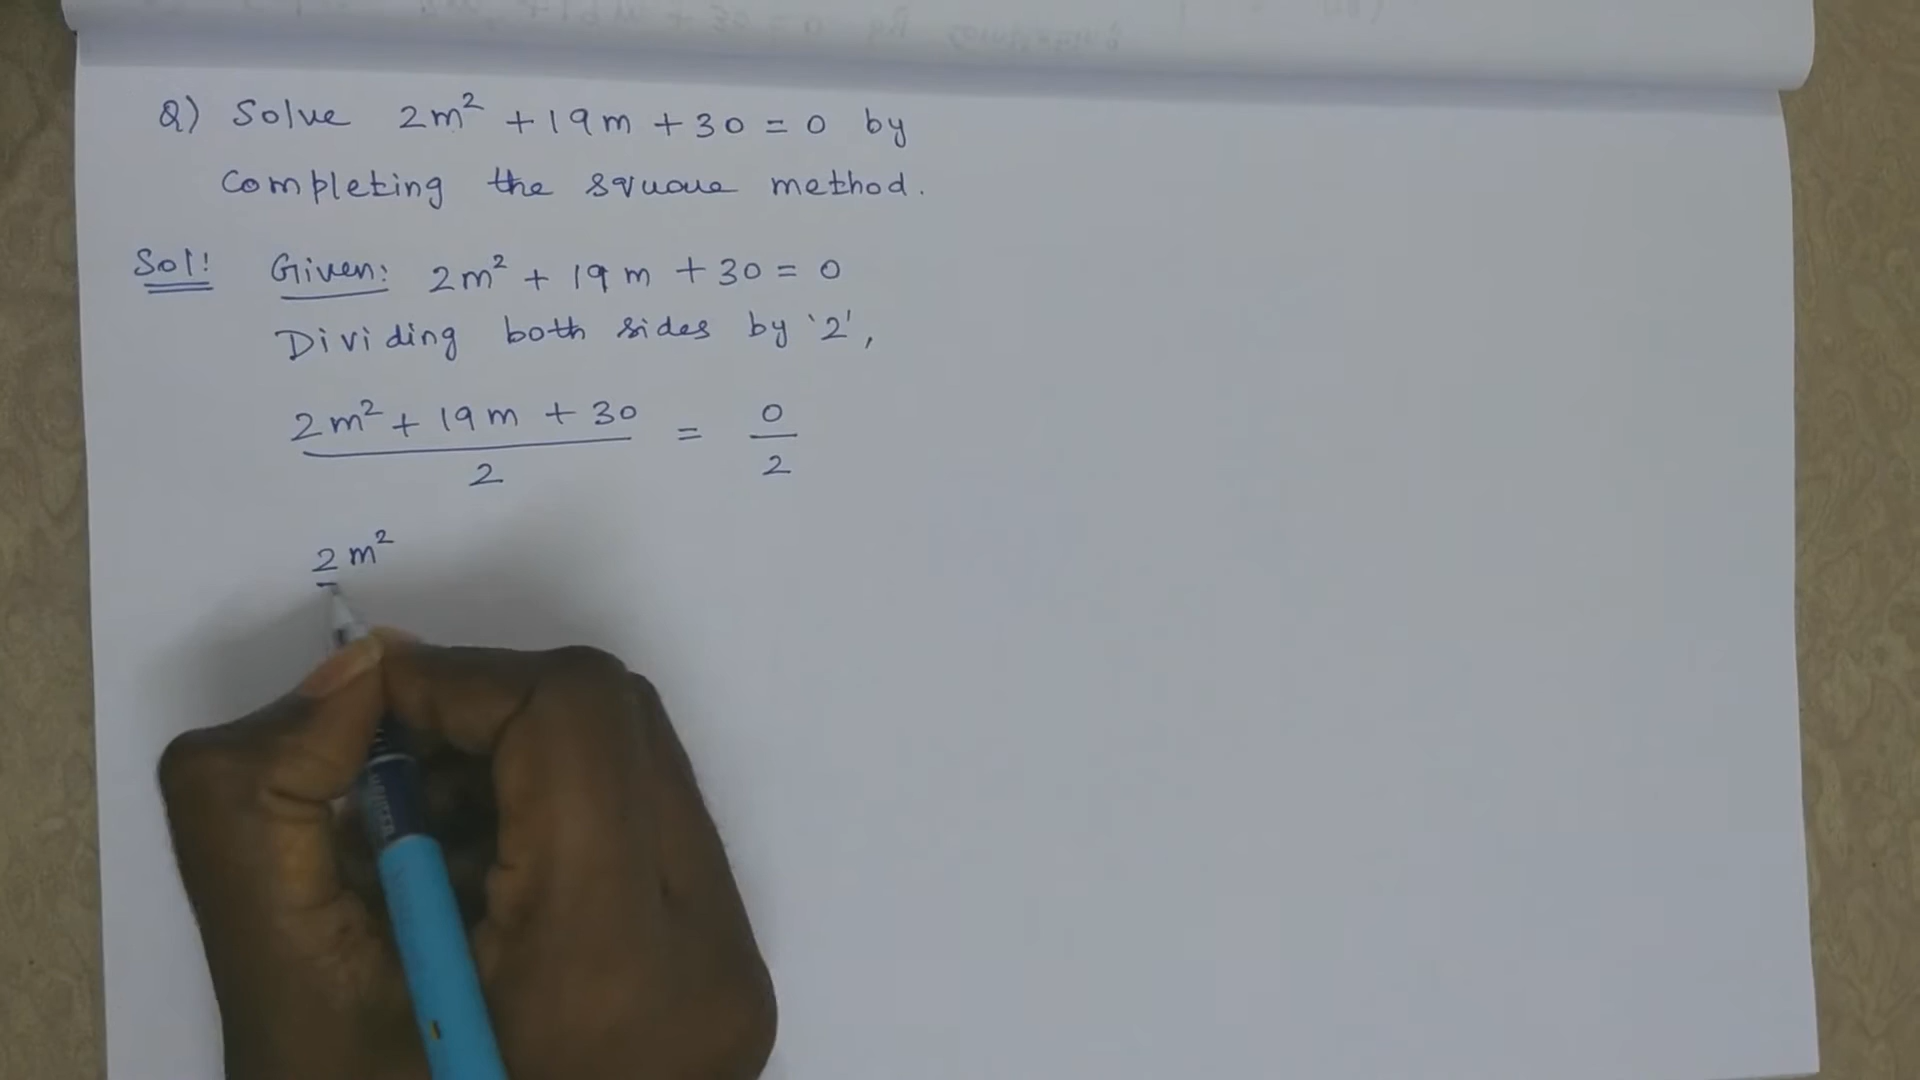 Q) Solve 2m² + 19m + 30 = 0 by
completing the square method.
Sol: Given: 2m² + 19m + 30 = 0
Dividing both sides by '2',
2m² + 19m + 30 = 0
2 2
2m²